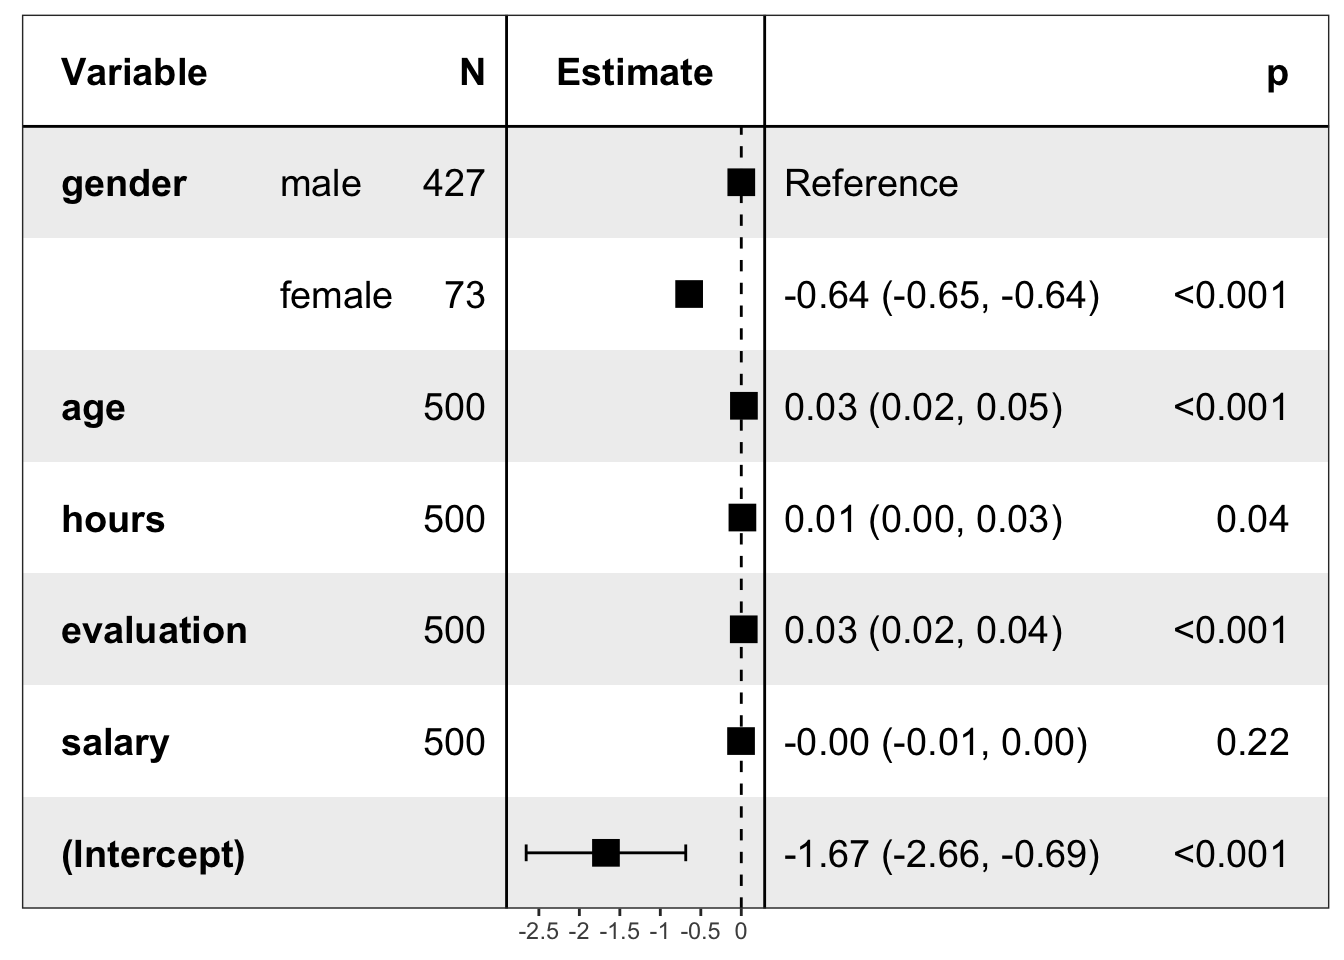 Variable N Estimate p
gender male 427 Reference
female 73 -0.64 (-0.65, -0.64) <0.001
age 500 0.03 (0.02, 0.05) <0.001
hours 500 0.01 (0.00, 0.03) 0.04
evaluation 500 0.03 (0.02, 0.04) <0.001
salary 500 -0.00 (-0.01, 0.00) 0.22
(Intercept) -1.67 (-2.66, -0.69) <0.001
-2.5 -2 -1.5 -1 -0.5 0